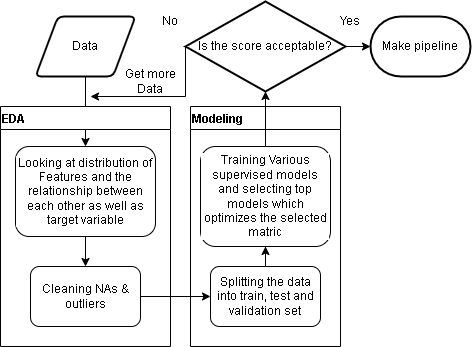 No
Yes
Data
Is the score acceptable?
Make pipeline
Get more
Data
EDA
Looking at distribution of
Features and the
relationship between
each other as well as
target variable
Cleaning NAs &
outliers
Modeling
Training Various
supervised models
and selecting top
models which
optimizes the selected
matric
Splitting the data
into train, test and
validation set